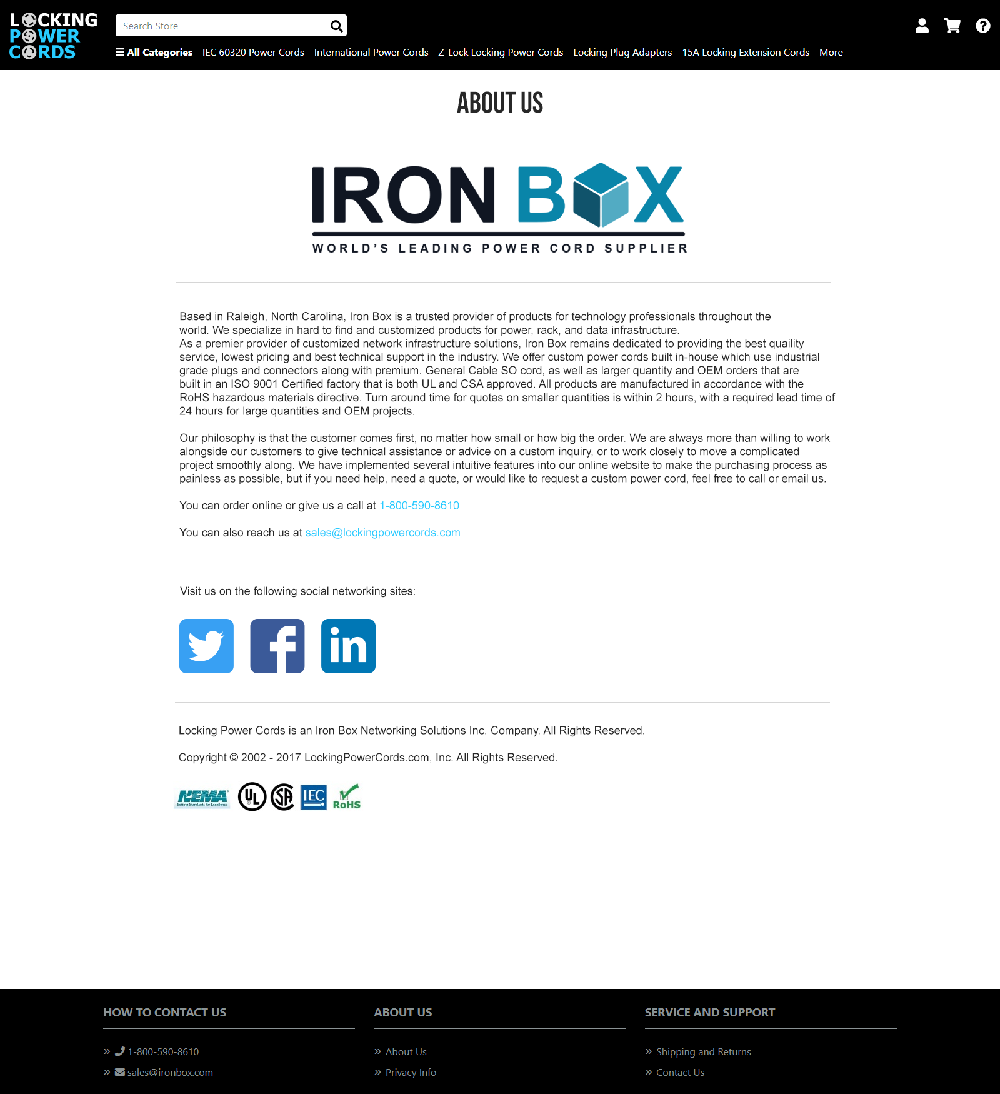 LOCKING
POWER
CORDS
Search Store
All Categories IEC 60320 Power Cords International Power Cords Z-Lock Locking Power Cords Locking Plug Adapters 15A Locking Extension Cords More
ABOUT US
IRON BOX
WORLD'S LEADING POWER CORD SUPPLIER
Based in Raleigh, North Carolina, Iron Box is a trusted provider of products for technology professionals throughout the
world. We specialize in hard to find and customized products for power, rack, and data infrastructure.
As a premier provider of customized network infrastructure solutions, Iron Box remains dedicated to providing the best quaility
service, lowest pricing and best technical support in the industry. We offer custom power cords built in-house which use industrial
grade plugs and connectors along with premium. General Cable SO cord, as well as larger quantity and OEM orders that are
built in an ISO 9001 Certified factory that is both UL and CSA approved. All products are manufactured in accordance with the
RoHS hazardous materials directive. Turn around time for quotes on smaller quantities is within 2 hours, with a required lead time of
24 hours for large quantities and OEM projects.
Our philosophy is that the customer comes first, no matter how small or how big the order. We are always more than willing to work
alongside our customers to give technical assistance or advice on a custom inquiry, or to work closely to move a complicated
project smoothly along. We have implemented several intuitive features into our online website to make the purchasing process as
painless as possible, but if you need help, need a quote, or would like to request a custom power cord, feel free to call or email us.
You can order online or give us a call at 1-800-590-8610
You can also reach us at sales@lockingpowercords.com
Visit us on the following social networking sites:
f in
Locking Power Cords is an Iron Box Networking Solutions Inc. Company. All Rights Reserved.
Copyright © 2002 - 2017 LockingPowerCords.com, Inc. All Rights Reserved.
NEMA UL SA IEC RoHS
HOW TO CONTACT US ABOUT US SERVICE AND SUPPORT
» 1-800-590-8610 » About Us » Shipping and Returns
» sales@ironbox.com » Privacy Info » Contact Us